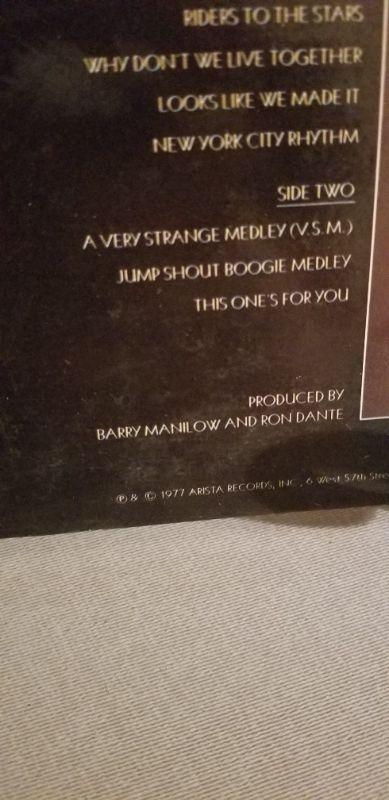 RIDERS TO THE STARS
WHY DON'T WE LIVE TOGETHER
LOOKS LIKE WE MADE IT
NEW YORK CITY RHYTHM
SIDE TWO
A VERY STRANGE MEDLEY (V.S.M.)
JUMP SHOUT BOOGIE MEDLEY
THIS ONE'S FOR YOU
PRODUCED BY
BARRY MANILOW AND RON DANTE
℗ & © 1977 ARISTA RECORDS, INC., 6 West 57th Stre